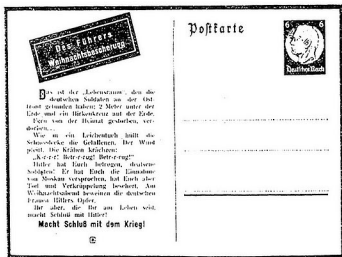 Des Führers
Weihnachtsbescherung
Postkarte
6 6
Deutsches Reich
Das ist der „Lebensraum", den die
deutschen Soldaten an der Ost-
front gefunden haben: 2 Meter unter der
Erde und ein Birkenkreuz auf der Erde.
Fern von der Heimat gestorben, ver-
dorben...
Wie in ein Leichentuch hüllt die
Schneedecke die Gefallenen. Der Wind
pfeift. Die Krähen krächzen:
„K-r-r-r! Betr-r-rug! Betr-r-rug!"
Hitler hat Euch betrogen, deutsche
Soldaten! Er hat Euch die Einnahme
von Moskau versprochen, hat Euch aber
Tod und Verkrüppelung beschert. Am
Weihnachtsabend beweinen die deutschen
Frauen Hitlers Opfer.
Ihr aber, die Ihr am Leben seid,
macht Schluß mit Hitler!
Macht Schluß mit dem Krieg!